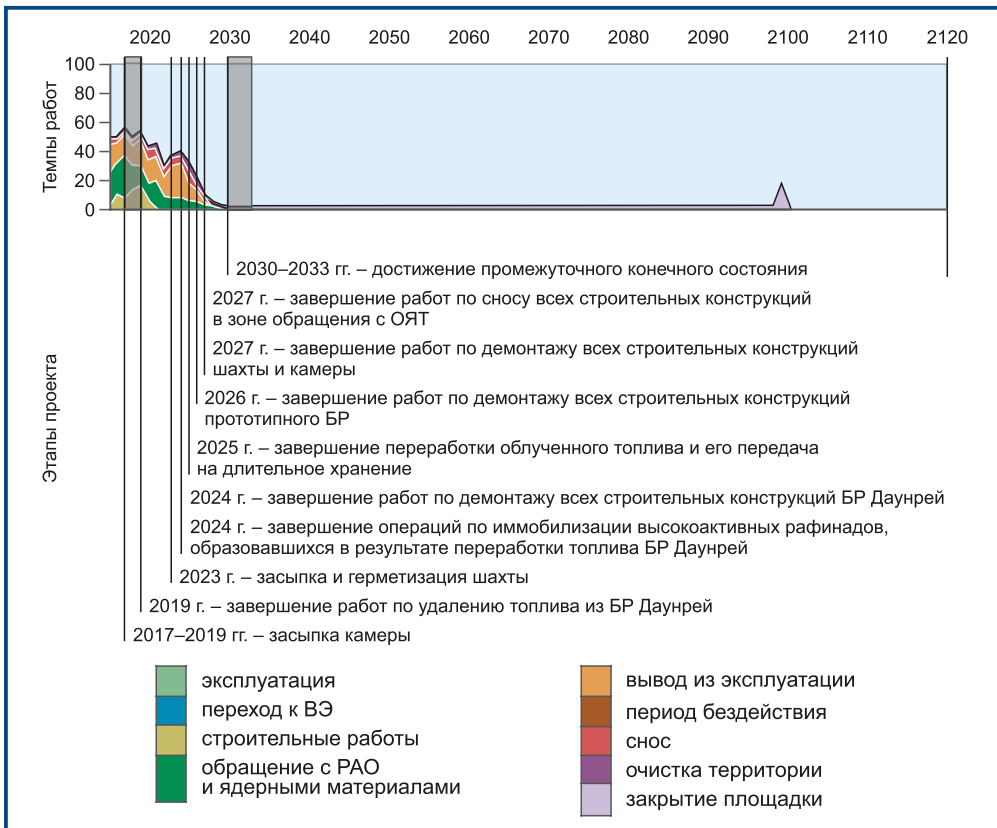 2020 2030 2040 2050 2060 2070 2080 2090 2100 2110 2120
Темпы работ
100
80
60
40
20
0
Этапы проекта
2030–2033 гг. – достижение промежуточного конечного состояния
2027 г. – завершение работ по сносу всех строительных конструкций
в зоне обращения с ОЯТ
2027 г. – завершение работ по демонтажу всех строительных конструкций
шахты и камеры
2026 г. – завершение работ по демонтажу всех строительных конструкций
прототипного БР
2025 г. – завершение переработки облученного топлива и его передача
на длительное хранение
2024 г. – завершение работ по демонтажу всех строительных конструкций БР Даунрей
2024 г. – завершение операций по иммобилизации высокоактивных рафинадов,
образовавшихся в результате переработки топлива БР Даунрей
2023 г. – засыпка и герметизация шахты
2019 г. – завершение работ по удалению топлива из БР Даунрей
2017–2019 гг. – засыпка камеры
эксплуатация
переход к ВЭ
строительные работы
обращение с РАО
и ядерными материалами
вывод из эксплуатации
период бездействия
снос
очистка территории
закрытие площадки